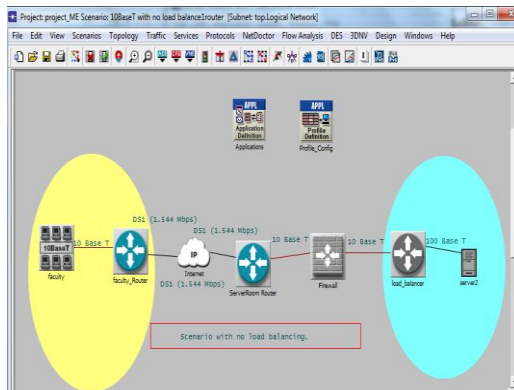 Project: project_ME Scenario: 10BaseT with no load balance1router [Subnet: top.Logical Network]
File Edit View Scenarios Topology Traffic Services Protocols NetDoctor Flow Analysis DES 3DNV Design Windows Help
APPL
Application
Definition
Applications
APPL
Profile
Definition
Profile_Config
10BaseT
faculty
10 Base T
DS1 (1.544 Mbps)
faculty_Router
DS1 (1.544 Mbps)
IP
Internet
DS1 (1.544 Mbps)
ServerRoom Router
10 Base T
Firewall
10 Base T
load_balancer
100 Base T
server2
Scenario with no load balancing.